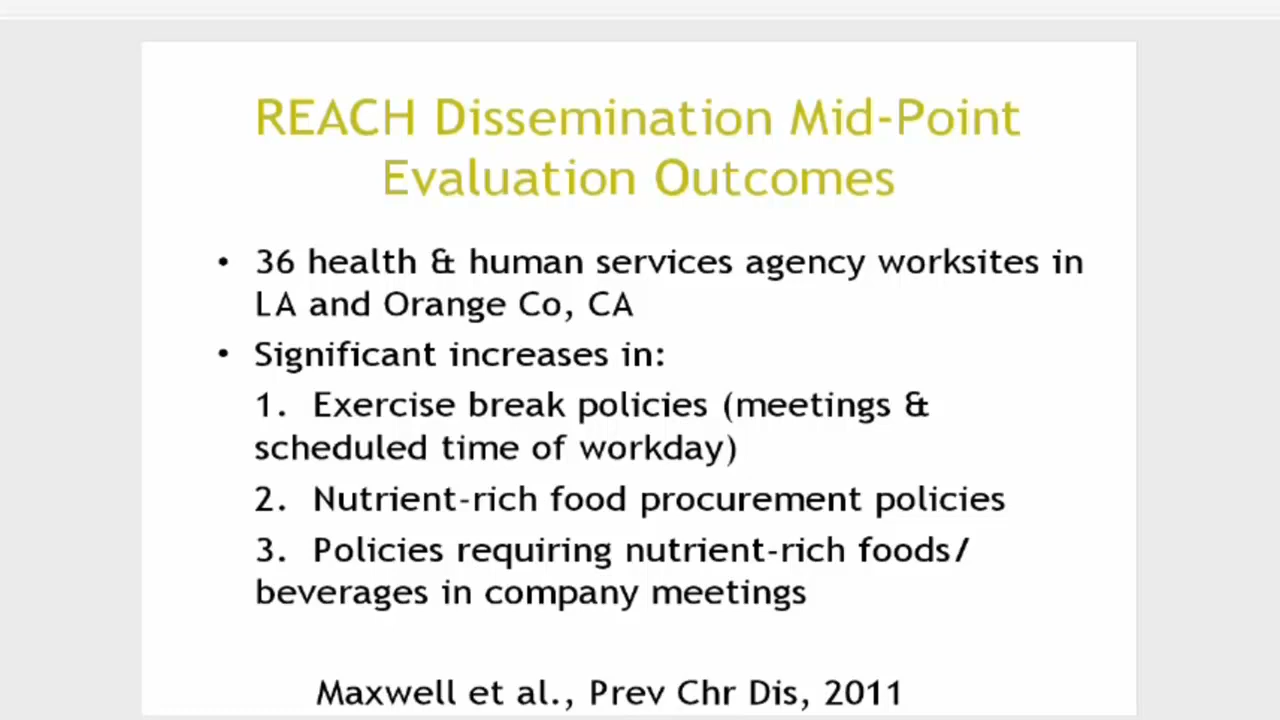 REACH Dissemination Mid-Point
Evaluation Outcomes
• 36 health & human services agency worksites in
LA and Orange Co, CA
• Significant increases in:
1. Exercise break policies (meetings &
scheduled time of workday)
2. Nutrient-rich food procurement policies
3. Policies requiring nutrient-rich foods/
beverages in company meetings
Maxwell et al., Prev Chr Dis, 2011